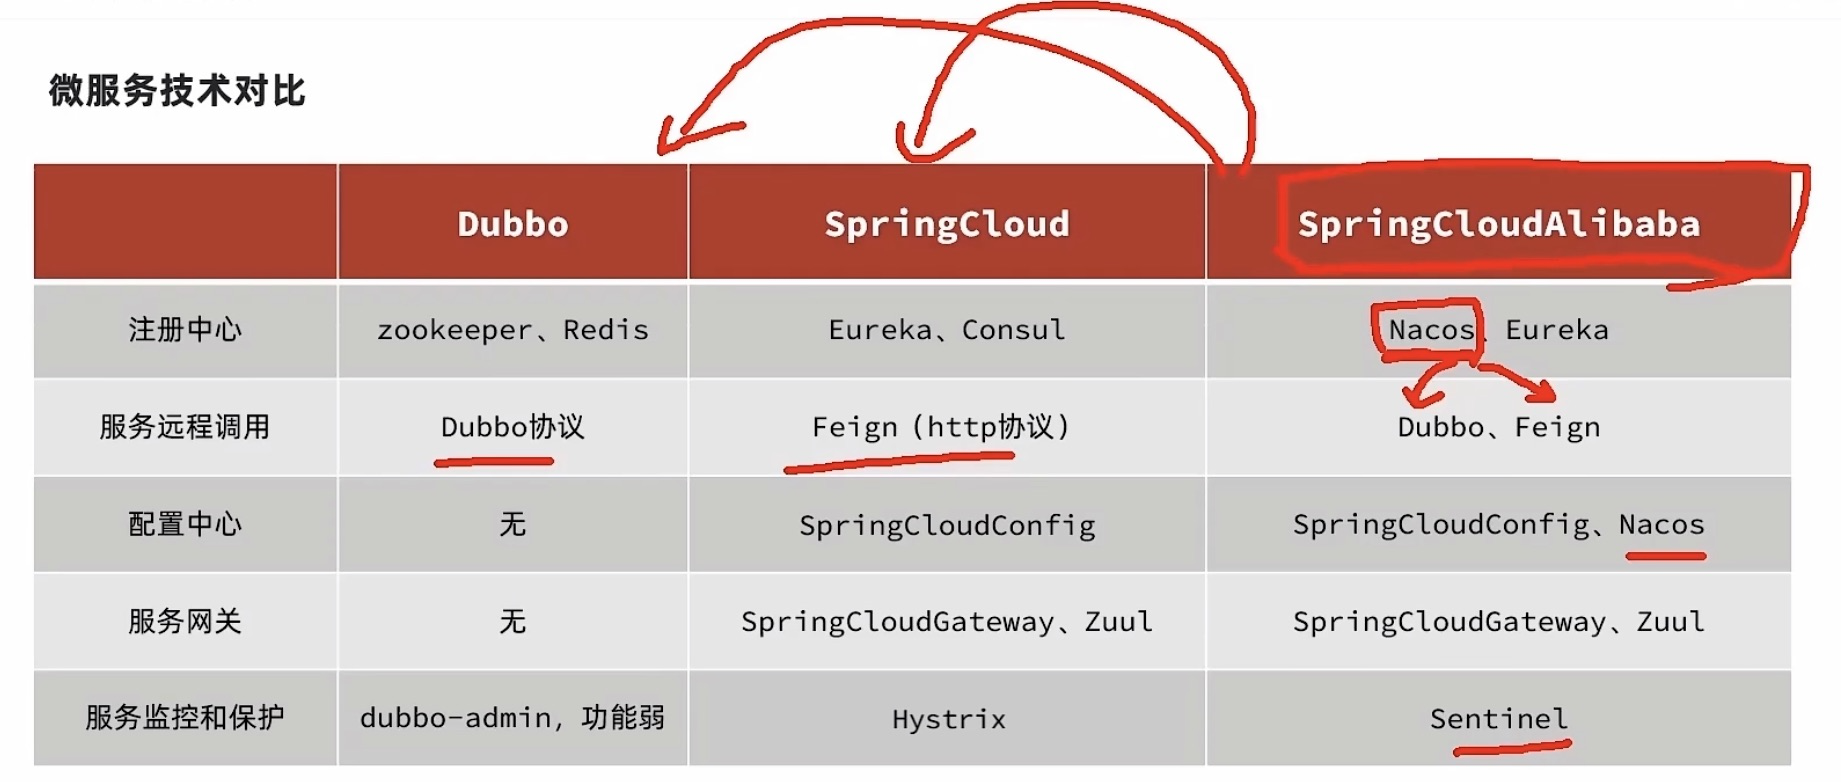 微服务技术对比
Dubbo SpringCloud SpringCloudAlibaba
注册中心 zookeeper、Redis Eureka、Consul Nacos、Eureka
服务远程调用 Dubbo协议 Feign（http协议） Dubbo、Feign
配置中心 无 SpringCloudConfig SpringCloudConfig、Nacos
服务网关 无 SpringCloudGateway、Zuul SpringCloudGateway、Zuul
服务监控和保护 dubbo-admin，功能弱 Hystrix Sentinel